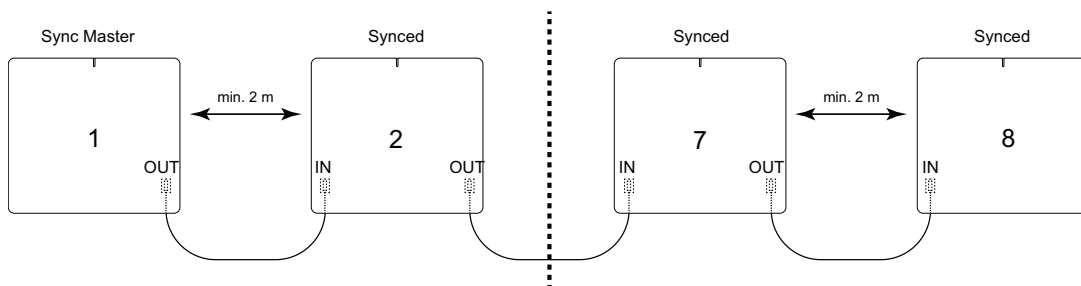 Sync Master Synced Synced Synced
min. 2 m min. 2 m
1 2 7 8
OUT IN OUT IN OUT IN